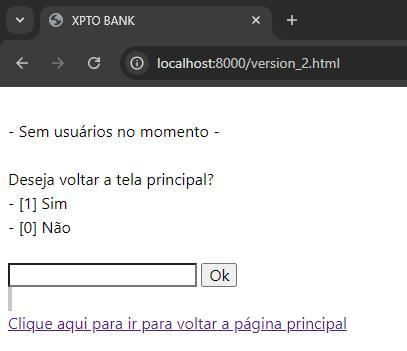 XPTO BANK
localhost:8000/version_2.html
- Sem usuários no momento -
Deseja voltar a tela principal?
- [1] Sim
- [0] Não
Ok
Clique aqui para ir para voltar a página principal